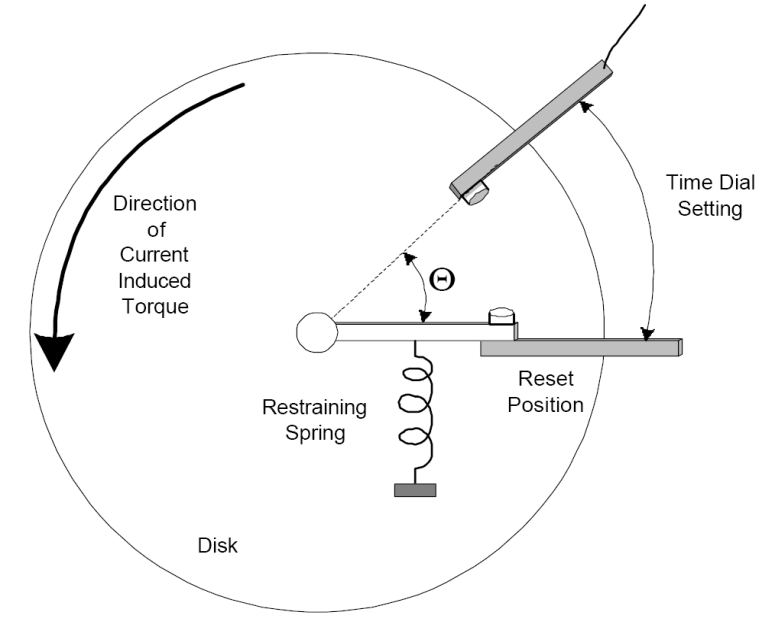 Time Dial
Setting
Direction
of
Current
Induced
Torque
Θ
Reset
Position
Restraining
Spring
Disk